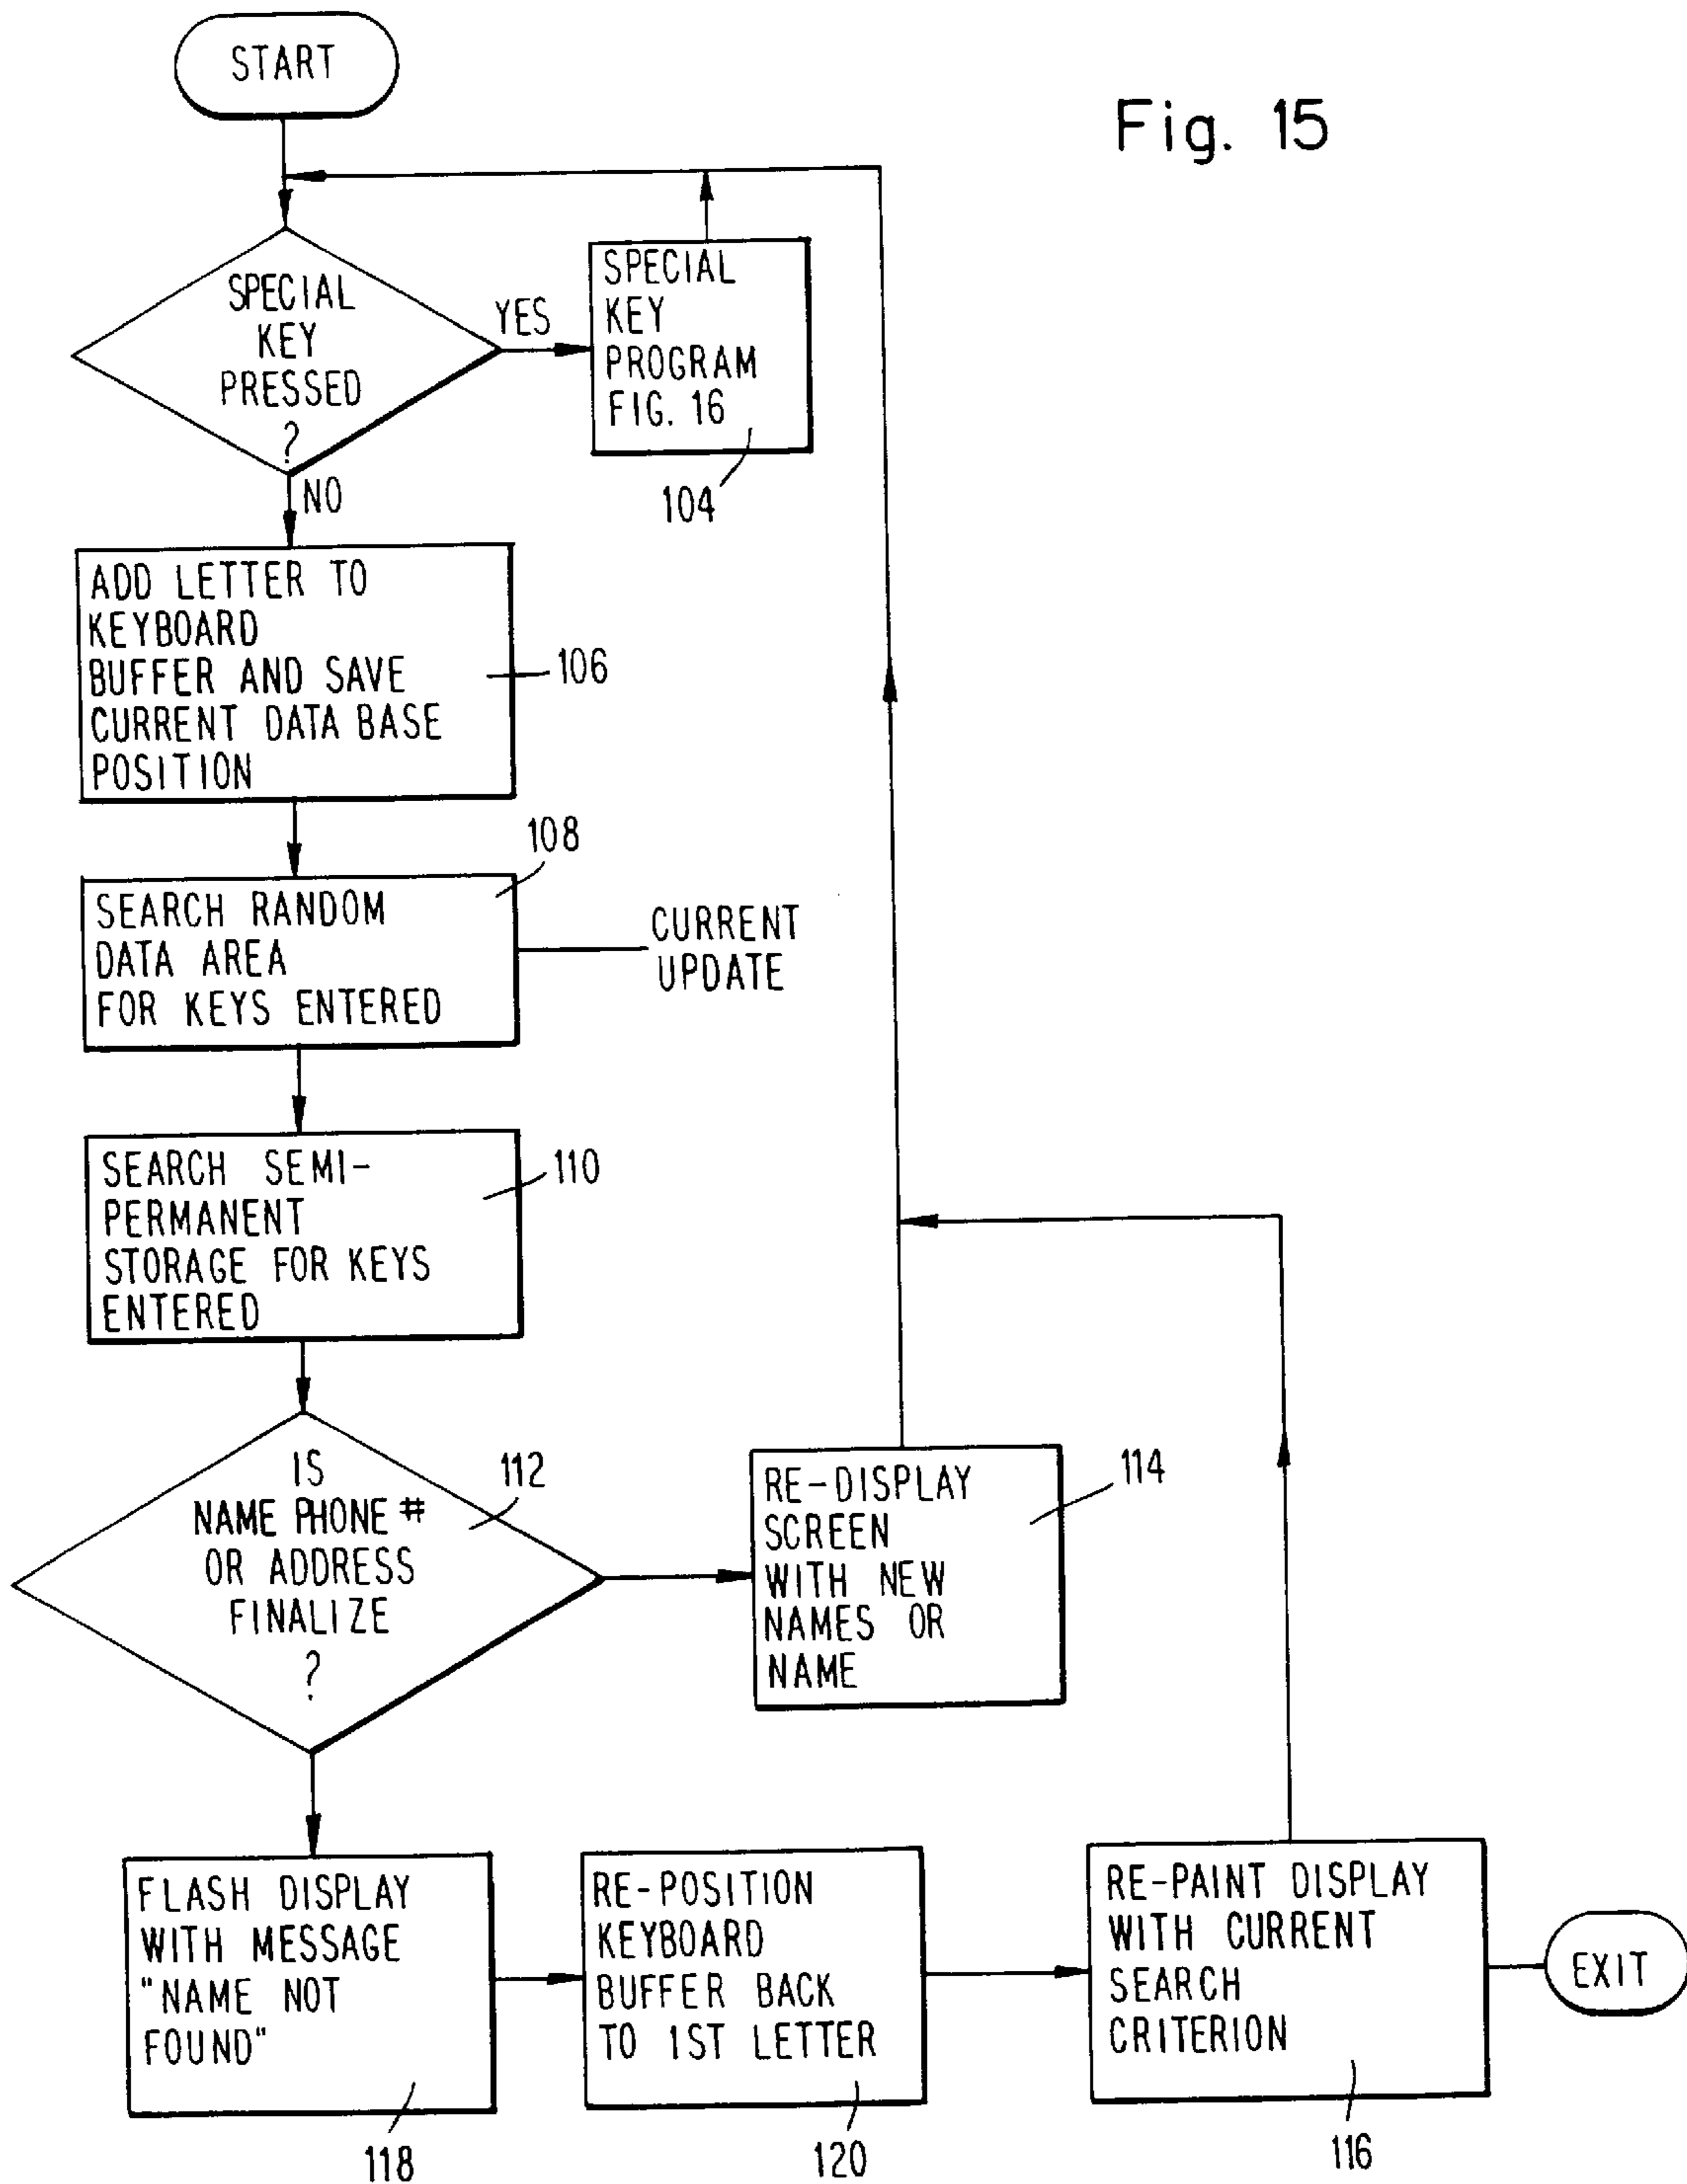 START
Fig. 15
SPECIAL
KEY
PRESSED
?
YES
SPECIAL
KEY
PROGRAM
FIG. 16
104
NO
ADD LETTER TO
KEYBOARD
BUFFER AND SAVE
CURRENT DATA BASE
POSITION
106
108
SEARCH RANDOM
DATA AREA
FOR KEYS ENTERED
CURRENT
UPDATE
SEARCH SEMI-
PERMANENT
STORAGE FOR KEYS
ENTERED
110
IS
NAME PHONE #
OR ADDRESS
FINALIZE
?
112
RE-DISPLAY
SCREEN
WITH NEW
NAMES OR
NAME
114
FLASH DISPLAY
WITH MESSAGE
"NAME NOT
FOUND"
118
RE-POSITION
KEYBOARD
BUFFER BACK
TO 1ST LETTER
120
RE-PAINT DISPLAY
WITH CURRENT
SEARCH
CRITERION
116
EXIT